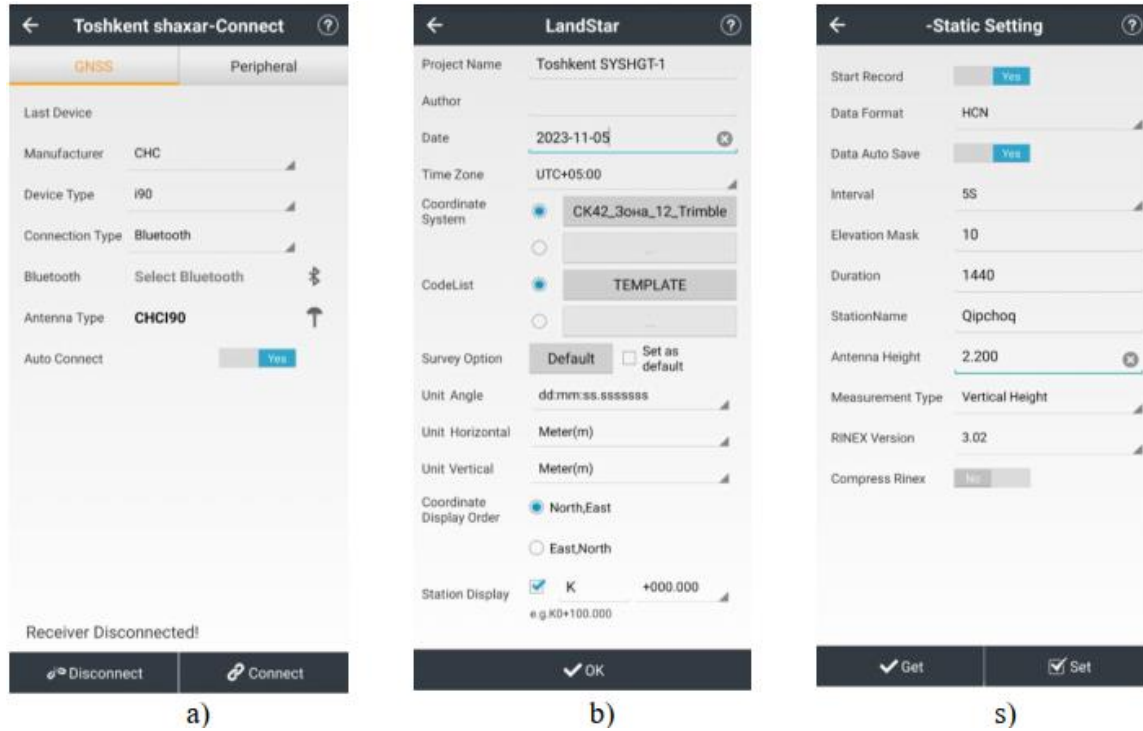 Toshkent shaxar-Connect ?
GNSS Peripheral
Last Device
Manufacturer CHC
Device Type i90
Connection Type Bluetooth
Bluetooth Select Bluetooth
Antenna Type CHCI90
Auto Connect Yes
Receiver Disconnected!
Disconnect Connect
a)
LandStar ?
Project Name Toshkent SYSHGT-1
Author
Date 2023-11-05
Time Zone UTC+05:00
Coordinate
System
СК42_Зона_12_Trimble
...
CodeList TEMPLATE
...
Survey Option Default Set as
default
Unit Angle dd:mm:ss.sssssss
Unit Horizontal Meter(m)
Unit Vertical Meter(m)
Coordinate
Display Order
North,East
East,North
Station Display K +000.000
e.g.K0+100.000
OK
b)
-Static Setting ?
Start Record Yes
Data Format HCN
Data Auto Save Yes
Interval 5S
Elevation Mask 10
Duration 1440
StationName Qipchoq
Antenna Height 2.200
Measurement Type Vertical Height
RINEX Version 3.02
Compress Rinex No
Get Set
s)